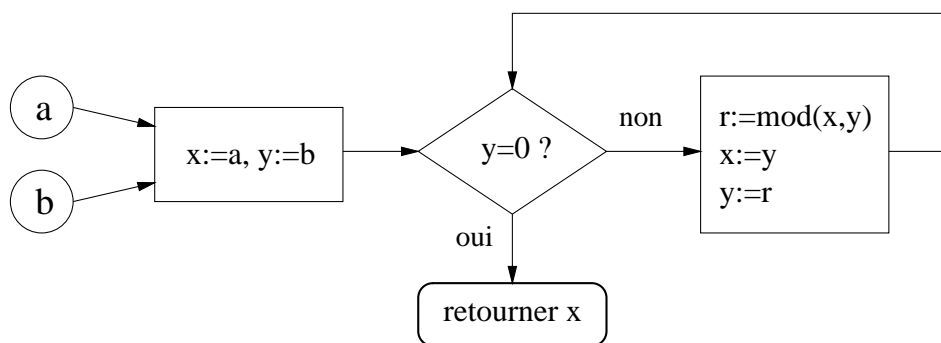 a
b
x:=a, y:=b
y=0 ?
non
r:=mod(x,y)
x:=y
y:=r
oui
retourner x